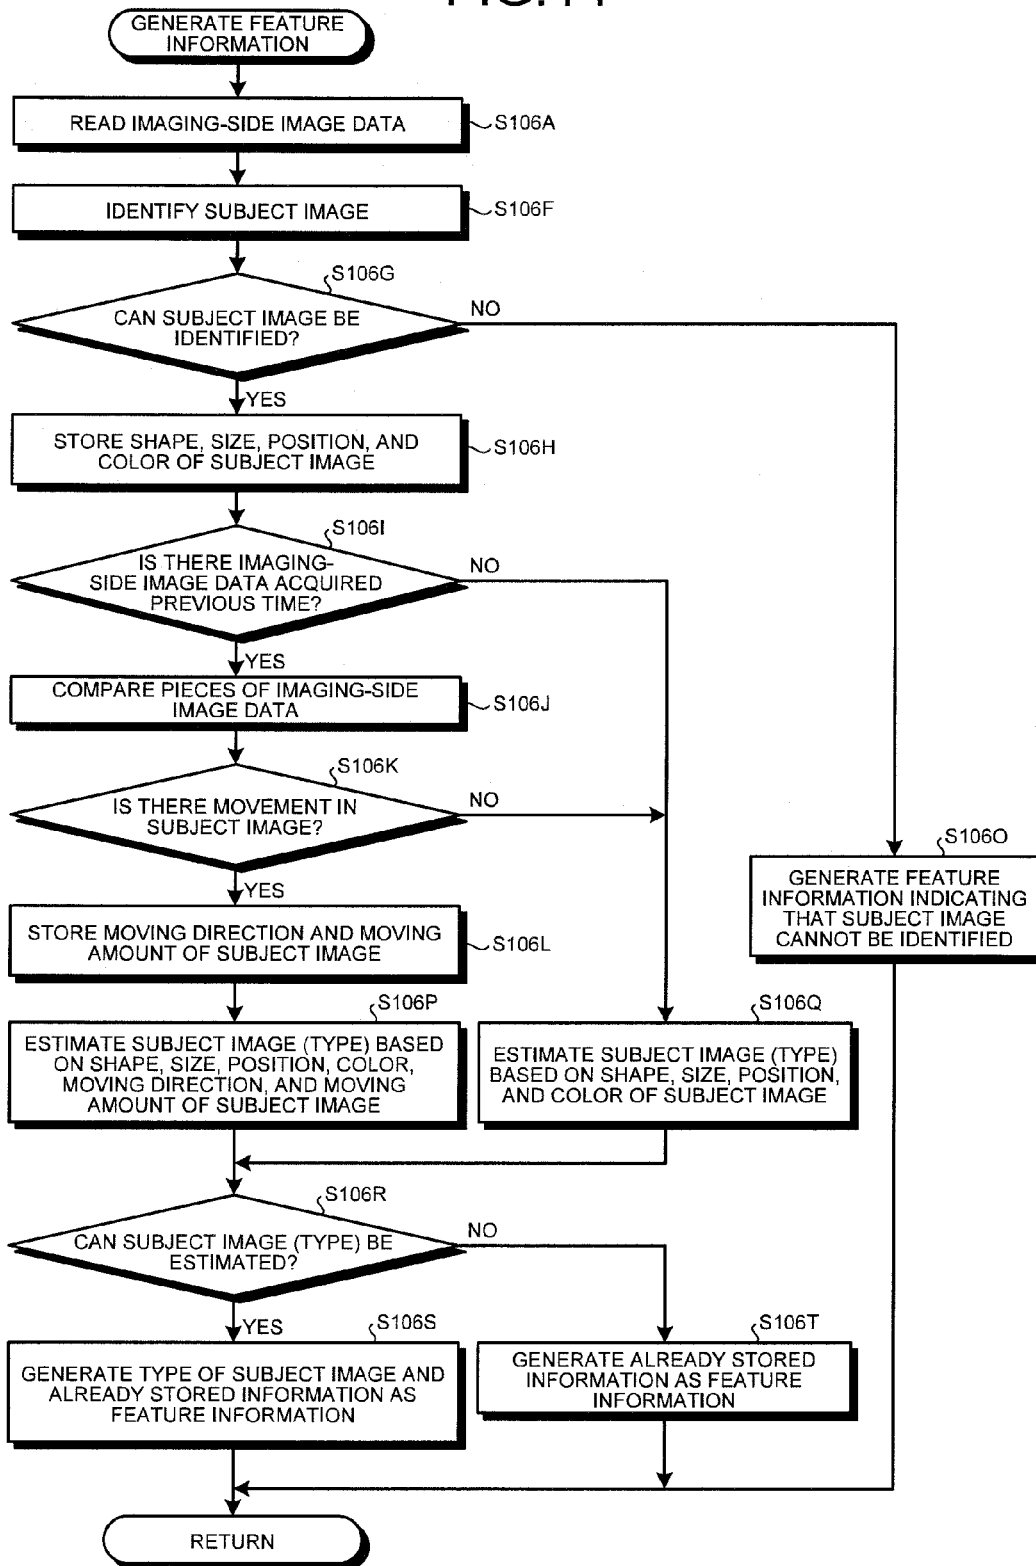 GENERATE FEATURE
INFORMATION
READ IMAGING-SIDE IMAGE DATA
S106A
IDENTIFY SUBJECT IMAGE
S106F
S106G
CAN SUBJECT IMAGE BE
IDENTIFIED?
NO
YES
STORE SHAPE, SIZE, POSITION, AND
COLOR OF SUBJECT IMAGE
S106H
S106I
IS THERE IMAGING-
SIDE IMAGE DATA ACQUIRED
PREVIOUS TIME?
NO
YES
COMPARE PIECES OF IMAGING-SIDE
IMAGE DATA
S106J
S106K
IS THERE MOVEMENT IN
SUBJECT IMAGE?
NO
YES
S106O
GENERATE FEATURE
INFORMATION INDICATING
THAT SUBJECT IMAGE
CANNOT BE IDENTIFIED
STORE MOVING DIRECTION AND MOVING
AMOUNT OF SUBJECT IMAGE
S106L
S106P
ESTIMATE SUBJECT IMAGE (TYPE) BASED
ON SHAPE, SIZE, POSITION, COLOR,
MOVING DIRECTION, AND MOVING
AMOUNT OF SUBJECT IMAGE
S106Q
ESTIMATE SUBJECT IMAGE (TYPE)
BASED ON SHAPE, SIZE, POSITION,
AND COLOR OF SUBJECT IMAGE
S106R
CAN SUBJECT IMAGE (TYPE) BE
ESTIMATED?
NO
YES
S106S
GENERATE TYPE OF SUBJECT IMAGE AND
ALREADY STORED INFORMATION AS
FEATURE INFORMATION
S106T
GENERATE ALREADY STORED
INFORMATION AS FEATURE
INFORMATION
RETURN